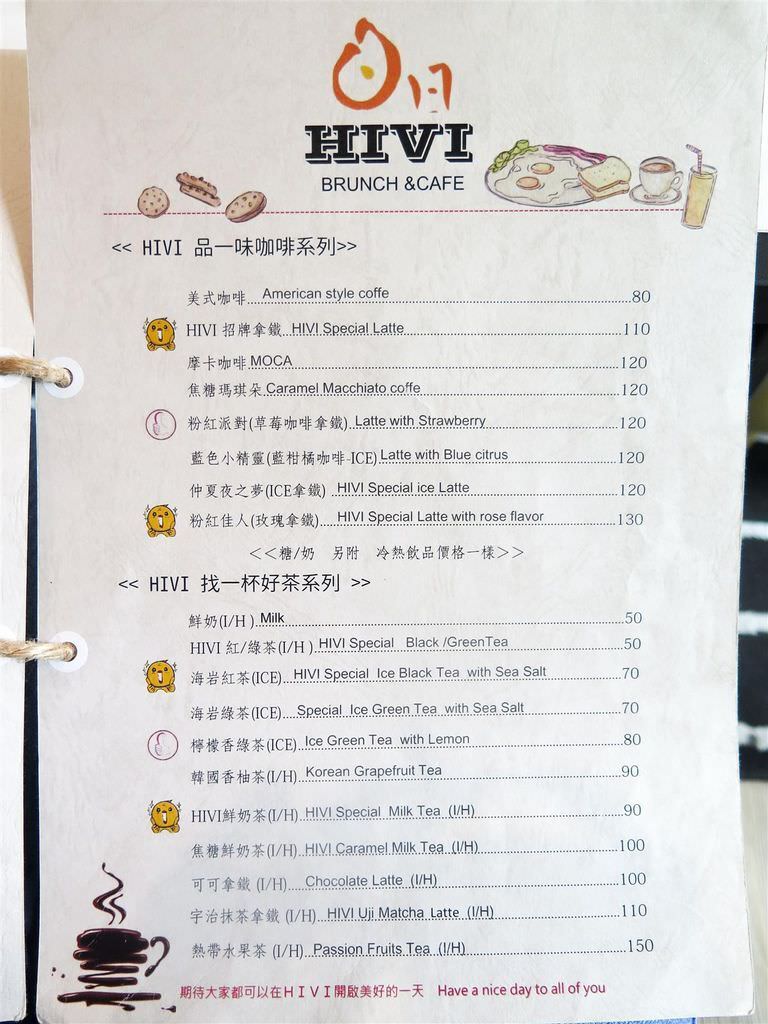 HIVI
BRUNCH &CAFE
<< HIVI 品一味咖啡系列>>
美式咖啡 American style coffe 80
HIVI 招牌拿鐵 HIVI Special Latte 110
摩卡咖啡 MOCA 120
焦糖瑪琪朵 Caramel Macchiato coffe 120
粉紅派對(草莓咖啡拿鐵) Latte with Strawberry 120
藍色小精靈(藍柑橘咖啡-ICE) Latte with Blue citrus 120
仲夏夜之夢(ICE拿鐵) HIVI Special ice Latte 120
粉紅佳人(玫瑰拿鐵) HIVI Special Latte with rose flavor 130
<<糖/奶 另附 冷熱飲品價格一樣>>
<< HIVI 找一杯好茶系列 >>
鮮奶(I/H ) Milk 50
HIVI 紅/綠茶(I/H ) HIVI Special Black /GreenTea 50
海岩紅茶(ICE) HIVI Special Ice Black Tea with Sea Salt 70
海岩綠茶(ICE) Special Ice Green Tea with Sea Salt 70
檸檬香綠茶(ICE) Ice Green Tea with Lemon 80
韓國香柚茶(I/H) Korean Grapefruit Tea 90
HIVI鮮奶茶(I/H) HIVI Special Milk Tea (I/H) 90
焦糖鮮奶茶(I/H) HIVI Caramel Milk Tea (I/H) 100
可可拿鐵 (I/H) Chocolate Latte (I/H) 100
宇治抹茶拿鐵 (I/H) HIVI Uji Matcha Latte (I/H) 110
熱帶水果茶 (I/H) Passion Fruits Tea (I/H) 150
期待大家都可以在HIVI開啟美好的一天 Have a nice day to all of you